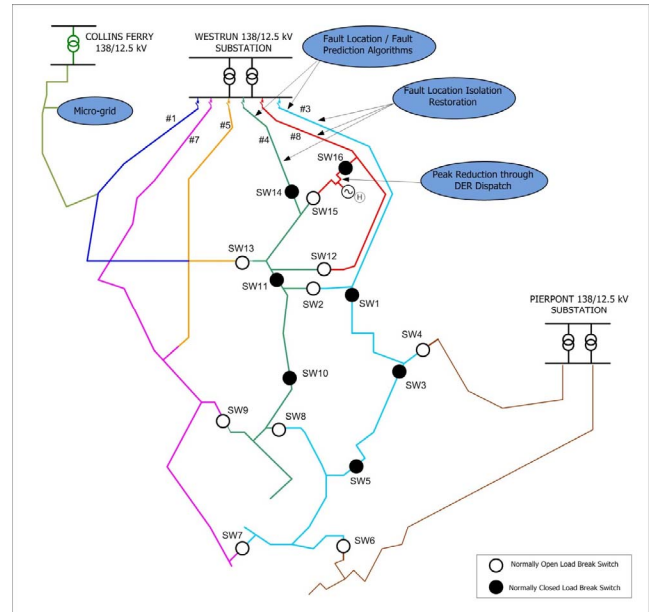 COLLINS FERRY
138/12.5 kV
WESTRUN 138/12.5 kV
SUBSTATION
Fault Location / Fault
Prediction Algorithms
Micro-grid
Fault Location Isolation
Restoration
#1
#7
#5
#4
#8
#3
SW16
Peak Reduction through
DER Dispatch
H
SW14
SW15
SW13
SW12
SW11
SW2
SW1
PIERPONT 138/12.5 kV
SUBSTATION
SW4
SW3
SW10
SW9
SW8
SW5
SW7
SW6
Normally Open Load Break Switch
Normally Closed Load Break Switch